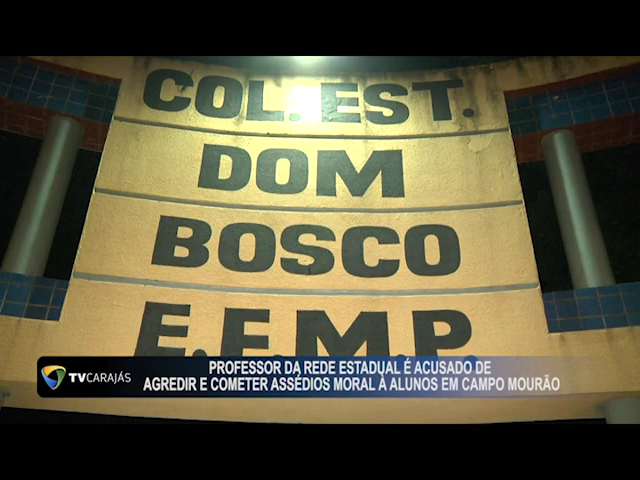 COL. EST.
DOM
BOSCO
E.F.M.P.
TVCARAJÁS
PROFESSOR DA REDE ESTADUAL É ACUSADO DE
AGREDIR E COMETER ASSÉDIOS MORAL À ALUNOS EM CAMPO MOURÃO